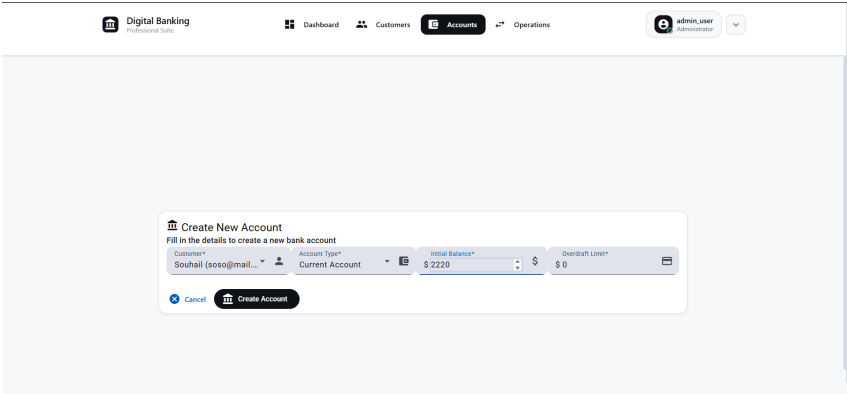 Digital Banking
Professional Suite
Dashboard
Customers
Accounts
Operations
admin_user
Administrator
Create New Account
Fill in the details to create a new bank account
Customer*
Souhail (soso@mail....
Account Type*
Current Account
Initial Balance*
$ 2220
$
Overdraft Limit*
$ 0
Cancel
Create Account